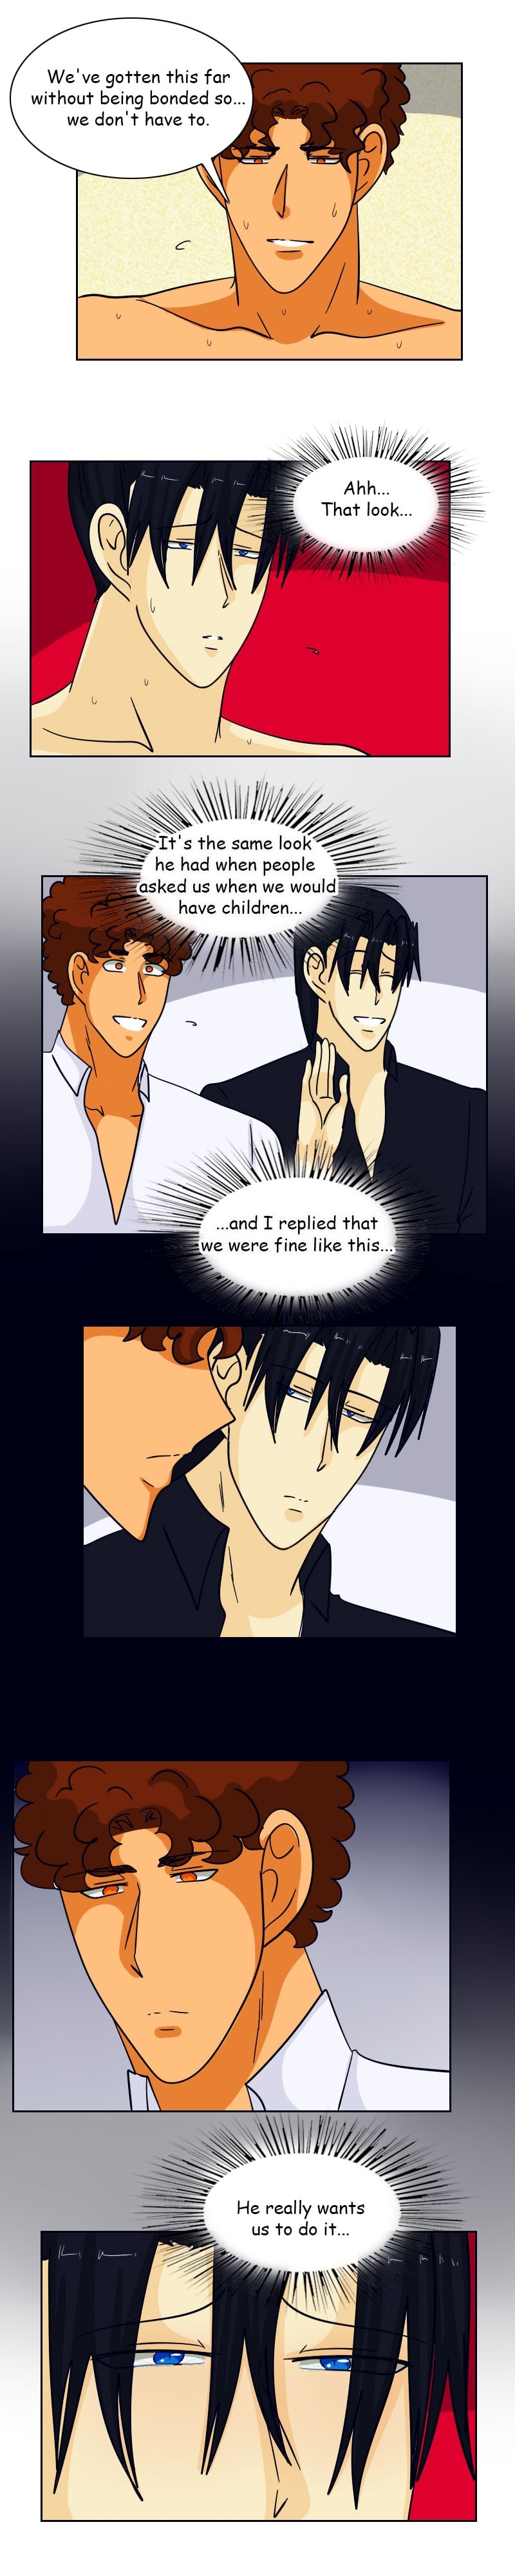 We've gotten this far
without being bonded so...
we don't have to.
Ahh...
That look...
It's the same look
he had when people
asked us when we would
have children...
...and I replied that
we were fine like this...
He really wants
us to do it...